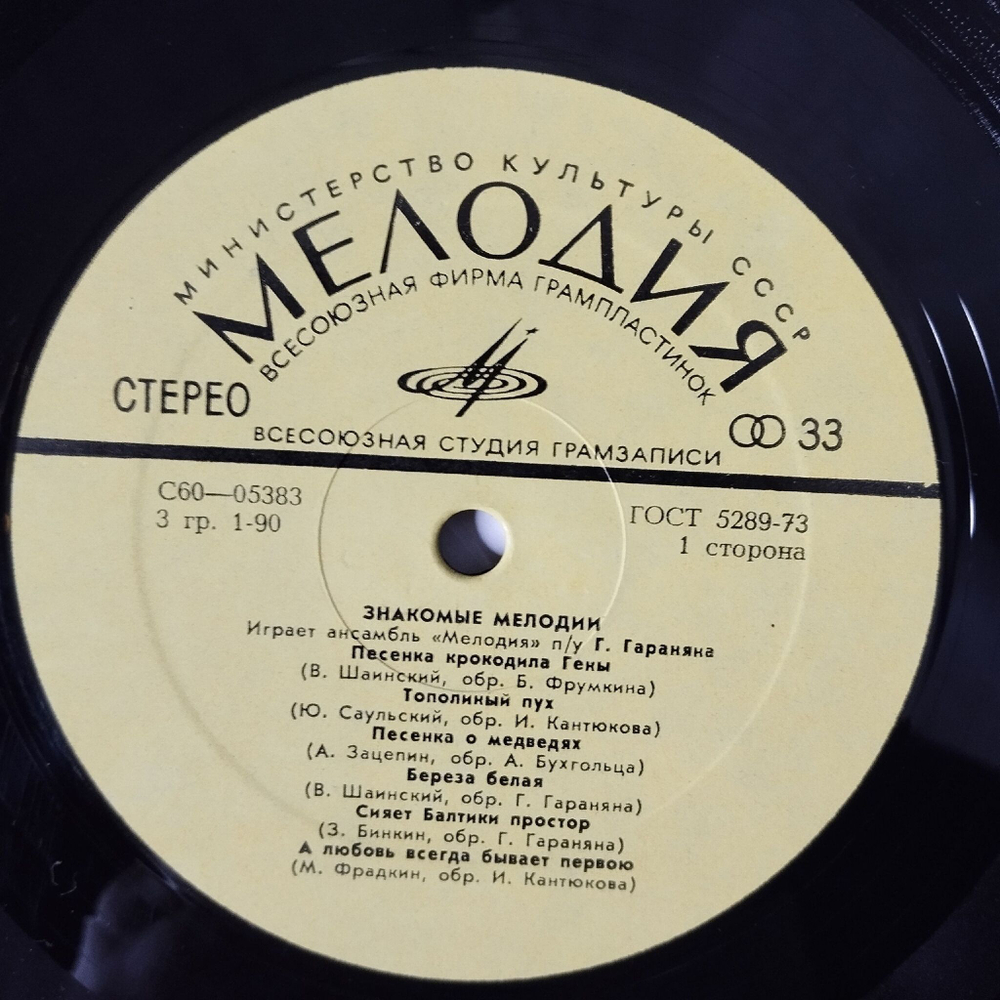 МИНИСТЕРСТВО КУЛЬТУРЫ СССР
МЕЛОДИЯ
ВСЕСОЮЗНАЯ ФИРМА ГРАМПЛАСТИНОК
СТЕРЕО
33
ВСЕСОЮЗНАЯ СТУДИЯ ГРАМЗАПИСИ
С60—05383
ГОСТ 5289-73
3 гр. 1-90
1 сторона
ЗНАКОМЫЕ МЕЛОДИИ
Играет ансамбль «Мелодия» п/у Г. Гараняна
Песенка крокодила Гены
(В. Шаинский, обр. Б. Фрумкина)
Тополиный пух
(Ю. Саульский, обр. И. Кантюкова)
Песенка о медведях
(А. Зацепин, обр. А. Бухгольца)
Береза белая
(В. Шаинский, обр. Г. Гараняна)
Сияет Балтики простор
(З. Бинкин, обр. Г. Гараняна)
А любовь всегда бывает первою
(М. Фрадкин, обр. И. Кантюкова)